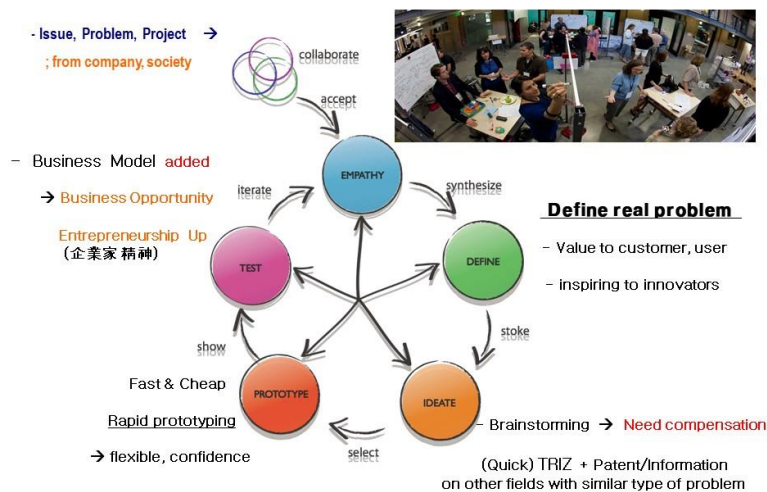 - Issue, Problem, Project →
; from company, society
collaborate
accept
- Business Model added
→ Business Opportunity
Entrepreneurship Up
(企業家 精神)
iterate
EMPATHY
synthesize
Define real problem
- Value to customer, user
- inspiring to innovators
TEST
DEFINE
show
stoke
Fast & Cheap
Rapid prototyping
→ flexible, confidence
PROTOTYPE
IDEATE
select
- Brainstorming → Need compensation
(Quick) TRIZ + Patent/Information
on other fields with similar type of problem